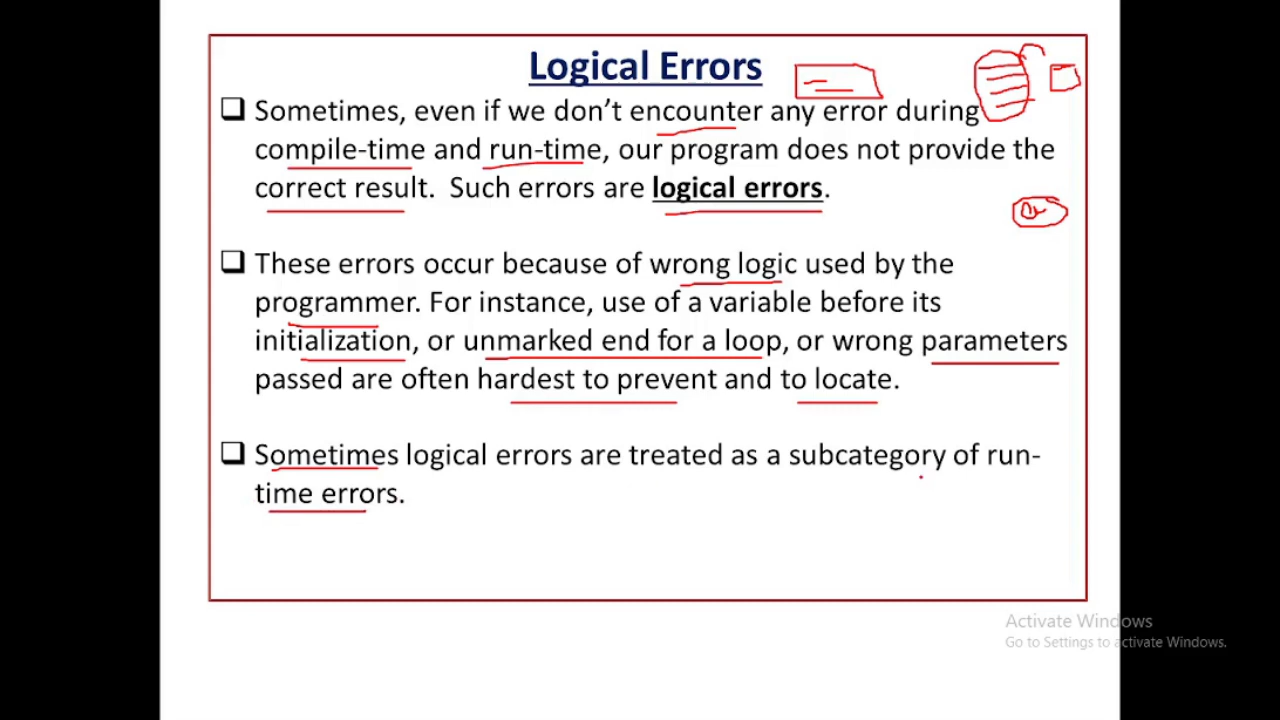 Logical Errors
❑ Sometimes, even if we don’t encounter any error during
compile-time and run-time, our program does not provide the
correct result.  Such errors are logical errors.
❑ These errors occur because of wrong logic used by the
programmer. For instance, use of a variable before its
initialization, or unmarked end for a loop, or wrong parameters
passed are often hardest to prevent and to locate.
❑ Sometimes logical errors are treated as a subcategory of run-
time errors.
Activate Windows
Go to Settings to activate Windows.